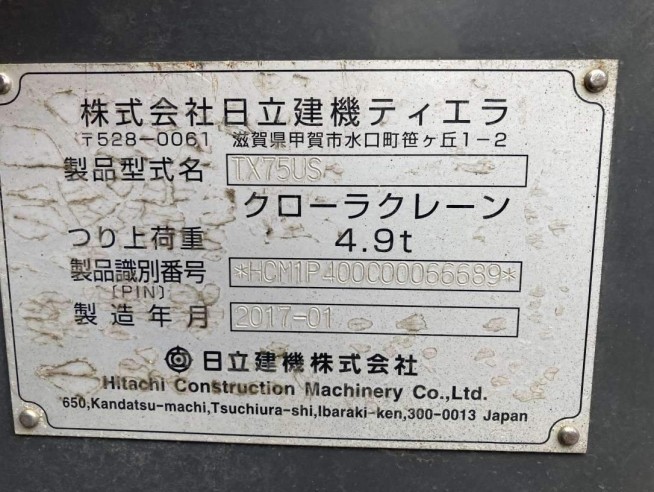 株式会社日立建機ティエラ
〒528-0061 滋賀県甲賀市水口町笹ヶ丘1-2
製品型式名 TX75US
クローラクレーン
つり上荷重 4.9t
製品識別番号 *HCM1P400C00066689*
[PIN]
製造年月 2017-01
日立建機株式会社
Hitachi Construction Machinery Co.,Ltd.
650,Kandatsu-machi,Tsuchiura-shi,Ibaraki-ken,300-0013 Japan